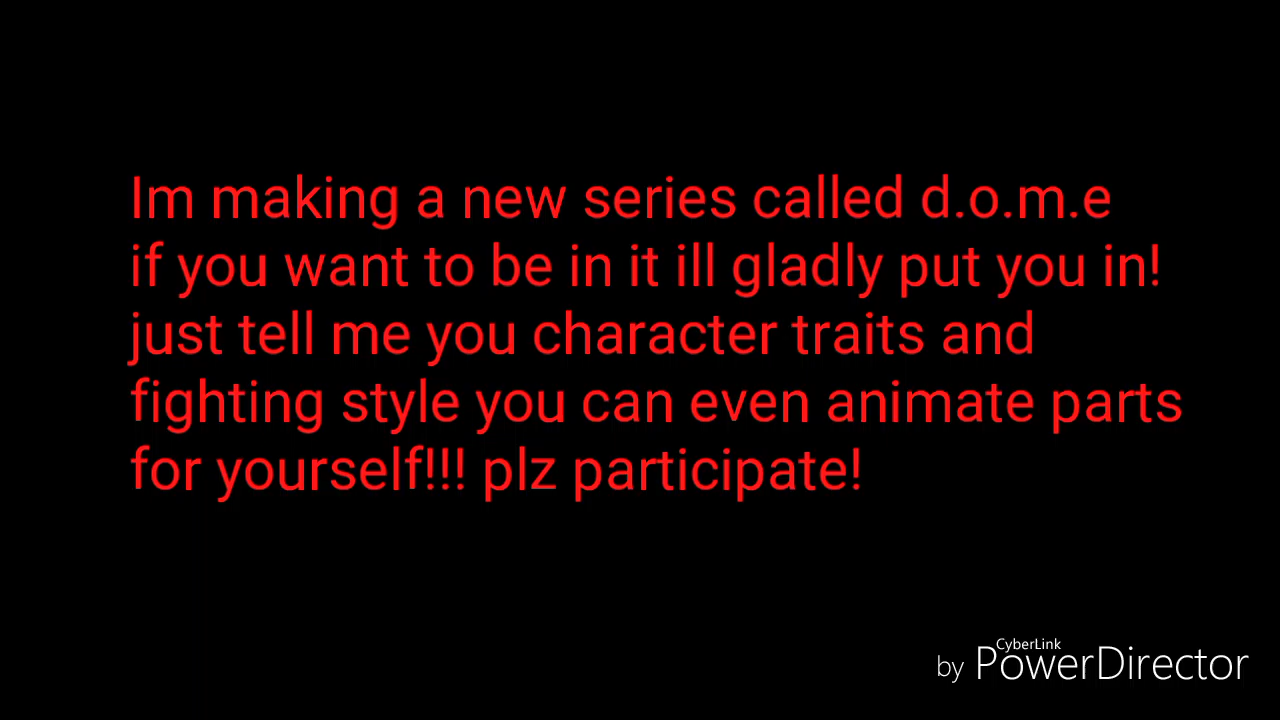 Im making a new series called d.o.m.e
if you want to be in it ill gladly put you in!
just tell me you character traits and
fighting style you can even animate parts
for yourself!!! plz participate!
CyberLink
by PowerDirector